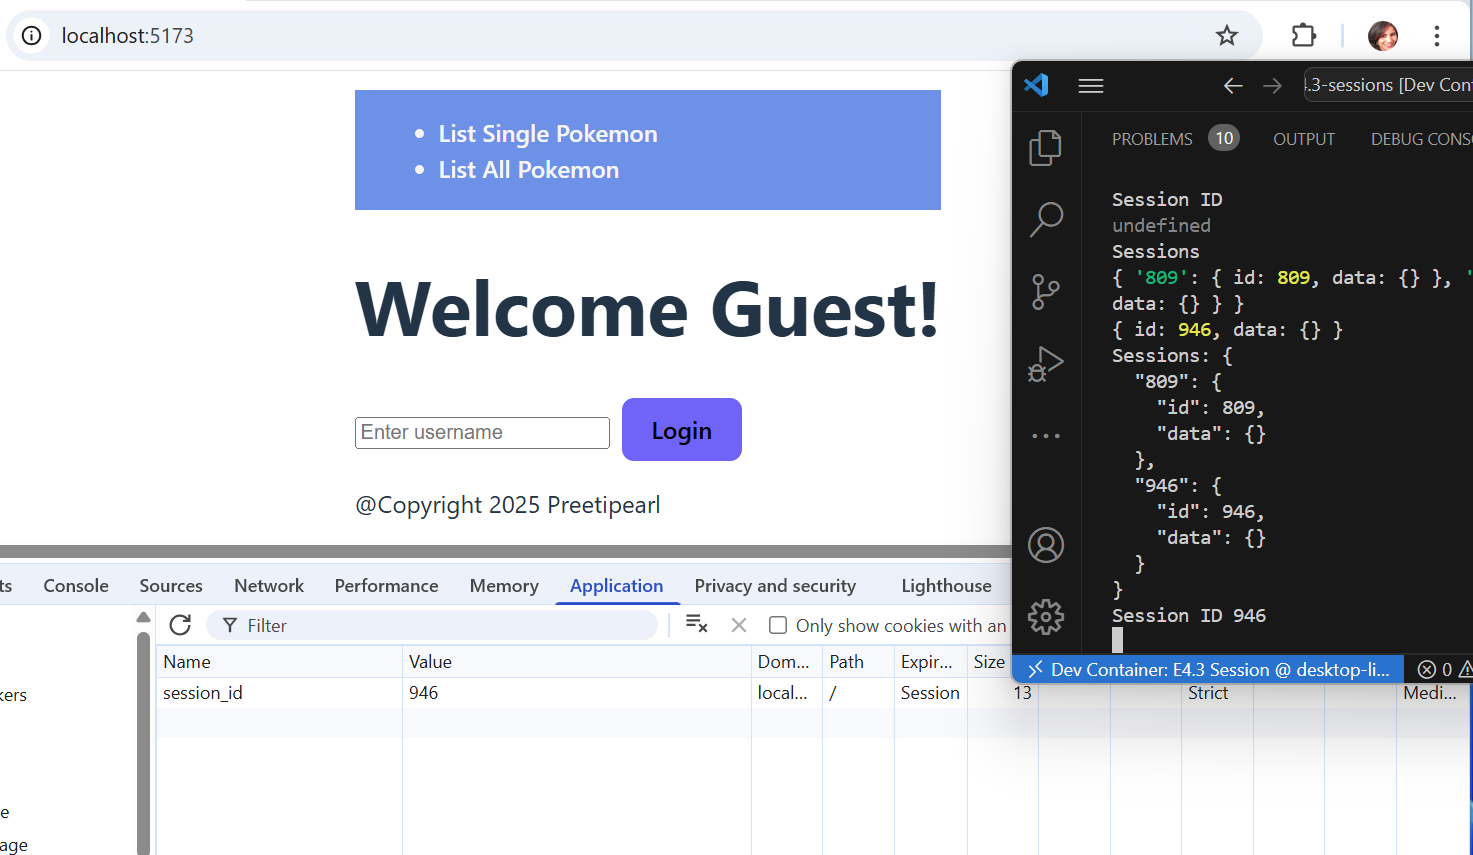 localhost:5173
List Single Pokemon
List All Pokemon
Welcome Guest!
Enter username
Login
@Copyright 2025 Preetipearl
ts Console Sources Network Performance Memory Application Privacy and security Lighthouse
Filter Only show cookies with an
Name Value Dom... Path Expir... Size
session_id 946 local... / Session 13 Strict Medi...
kers
e
age
4.3-sessions [Dev Cont
PROBLEMS 10 OUTPUT DEBUG CONSO
Session ID
undefined
Sessions
{ '809': { id: 809, data: {} }, '
data: {} } }
{ id: 946, data: {} }
Sessions: {
"809": {
"id": 809,
"data": {}
},
"946": {
"id": 946,
"data": {}
}
}
Session ID 946
Dev Container: E4.3 Session @ desktop-li... 0